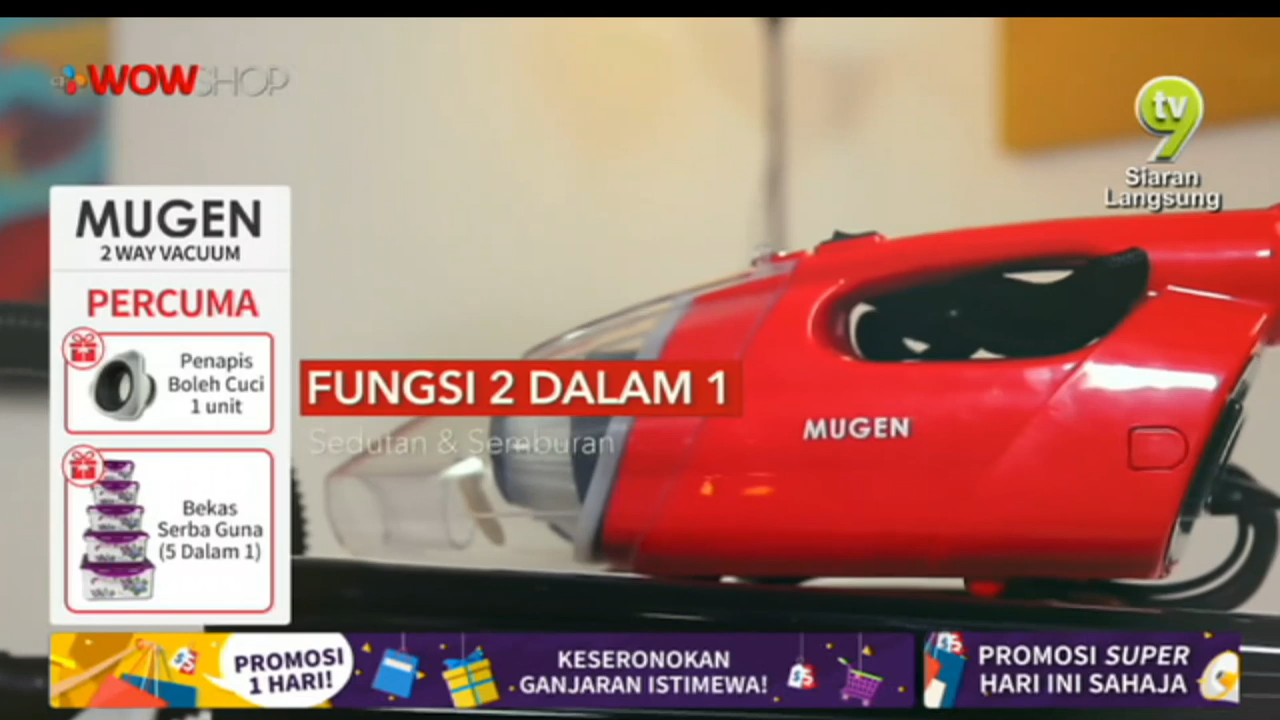 WOWSHOP
tv9
Siaran
Langsung
MUGEN
2 WAY VACUUM
PERCUMA
Penapis
Boleh Cuci
1 unit
Bekas
Serba Guna
(5 Dalam 1)
FUNGSI 2 DALAM 1
Sedutan & Semburan
MUGEN
PROMOSI
1 HARI!
KESERONOKAN
GANJARAN ISTIMEWA!
PROMOSI SUPER
HARI INI SAHAJA